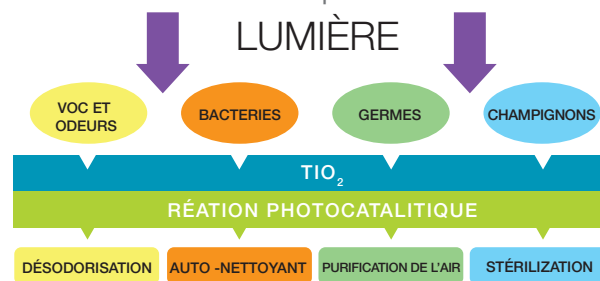 LUMIÈRE
VOC ET
ODEURS
BACTERIES
GERMES
CHAMPIGNONS
TIO₂
RÉATION PHOTOCATALITIQUE
DÉSODORISATION
AUTO -NETTOYANT
PURIFICATION DE L'AIR
STÉRILIZATION